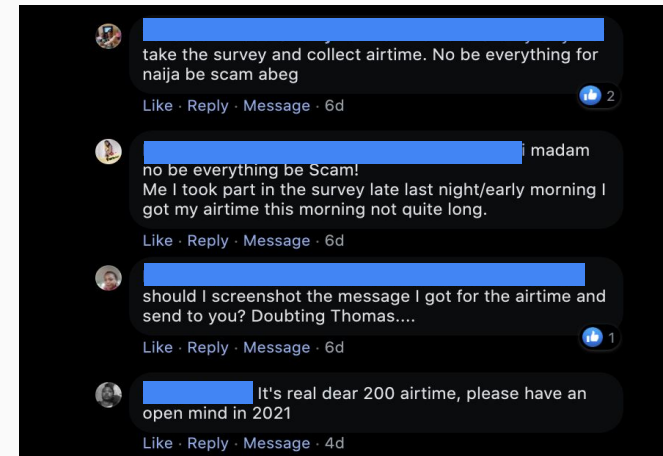 take the survey and collect airtime. No be everything for
naija be scam abeg
Like · Reply · Message · 6d
2
madam
no be everything be Scam!
Me I took part in the survey late last night/early morning I
got my airtime this morning not quite long.
Like · Reply · Message · 6d
should I screenshot the message I got for the airtime and
send to you? Doubting Thomas....
1
Like · Reply · Message · 6d
It's real dear 200 airtime, please have an
open mind in 2021
Like · Reply · Message · 4d